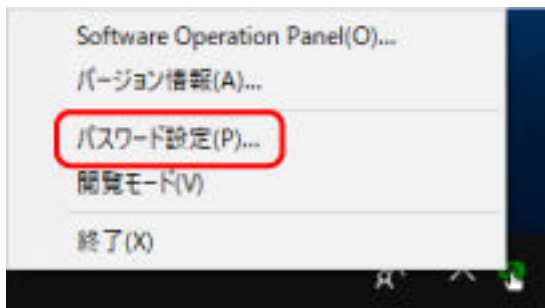 Software Operation Panel(O)...
バージョン情報(A)...
パスワード設定(P)...
閲覧モード(V)
終了(X)